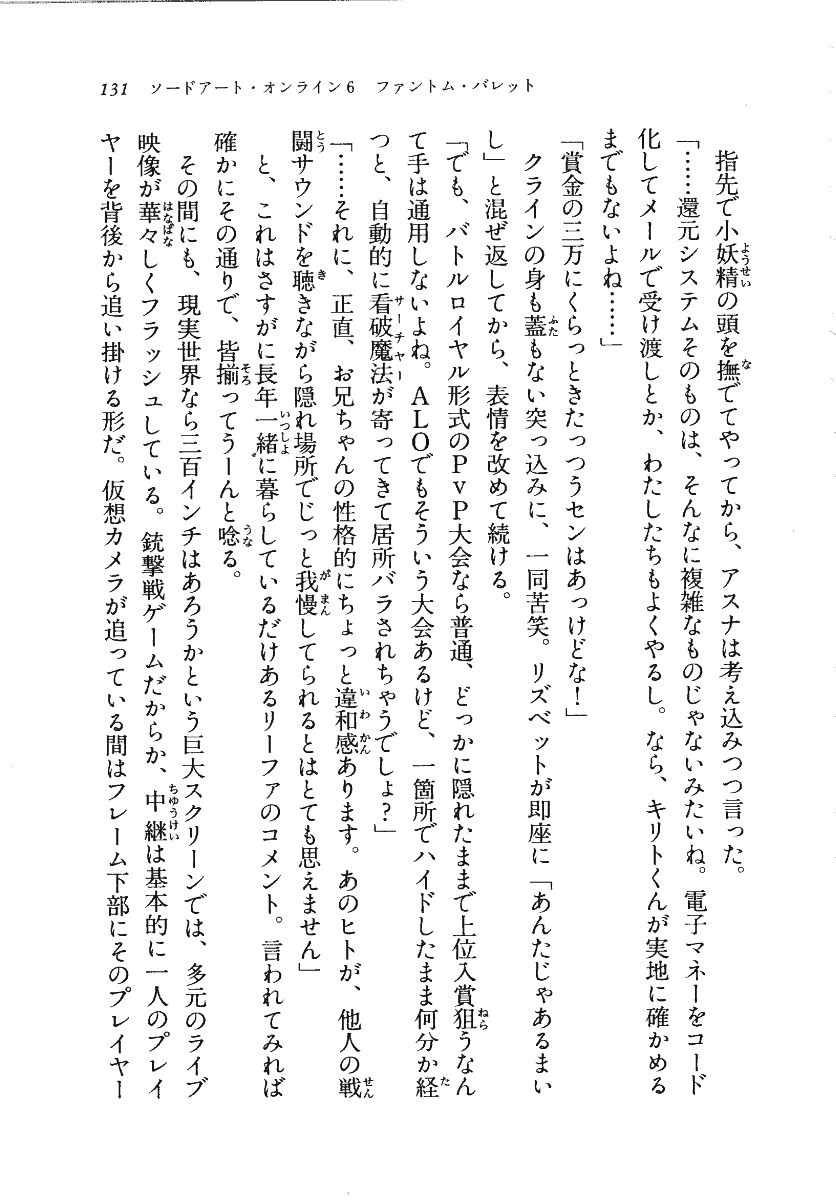 131 ソードアート・オンライン6 ファントム・バレット
指先で小妖精の頭を撫でてやってから、アスナは考え込みつつ言った。
「……還元システムそのものは、そんなに複雑なものじゃないみたいね。電子マネーをコード
化してメールで受け渡しとか、わたしたちもよくやるし。なら、キリトくんが実地に確かめる
までもないよね……」
「賞金の三万にくらっときたっつうセンはあっけどな！」
クラインの身も蓋もない突っ込みに、一同苦笑。リズベットが即座に「あんたじゃあるまい
し」と混ぜ返してから、表情を改めて続ける。
「でも、バトルロイヤル形式のPvP大会なら普通、どっかに隠れたままで上位入賞狙うなん
て手は通用しないよね。ALOでもそういう大会あるけど、一箇所でハイドしたまま何分か経
つと、自動的に看破魔法が寄ってきて居所バラされちゃうでしょ？」
「……それに、正直、お兄ちゃんの性格的にちょっと違和感あります。あのヒトが、他人の戦
闘サウンドを聴きながら隠れ場所でじっと我慢してられるとはとても思えません」
と、これはさすがに長年一緒に暮らしているだけあるリーファのコメント。言われてみれば
確かにその通りで、皆揃ってうーんと唸る。
その間にも、現実世界なら三百インチはあろうかという巨大スクリーンでは、多元のライブ
映像が華々しくフラッシュしている。銃撃戦ゲームだからか、中継は基本的に一人のプレイ
ヤーを背後から追い掛ける形だ。仮想カメラが追っている間はフレーム下部にそのプレイヤー